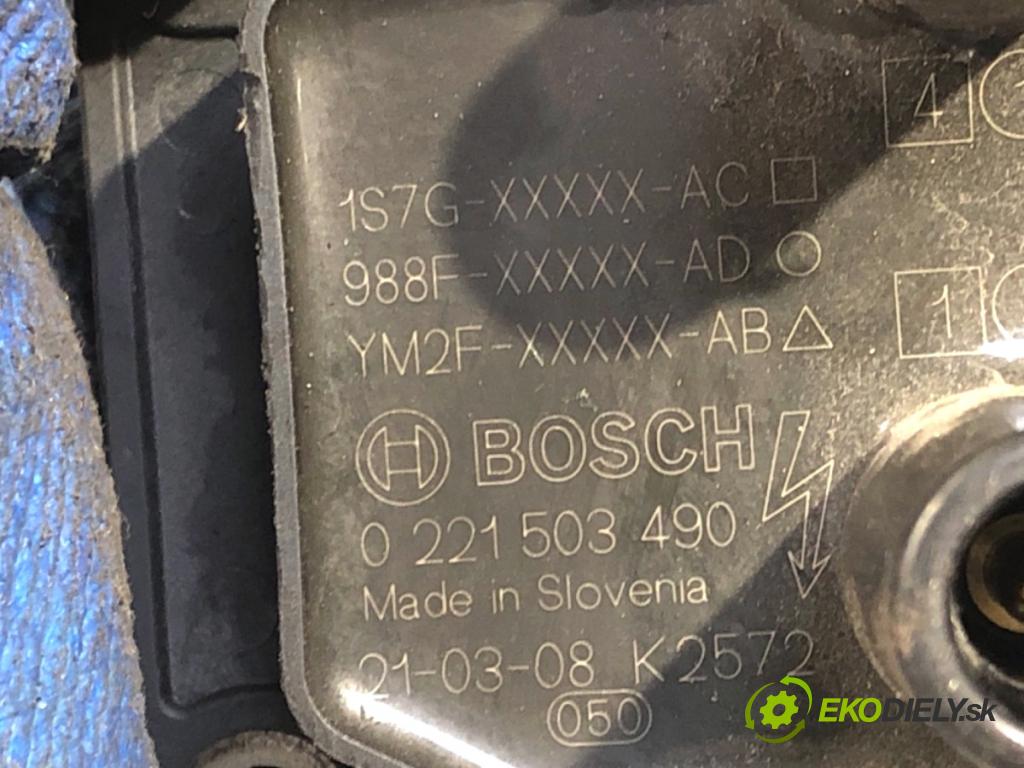 4
1S7G-XXXXX-AC □
988F-XXXXX-AD ○
YM2F-XXXXX-AB △
1
BOSCH
0 221 503 490
Made in Slovenia
21-03-08 K2572
050
EKODIELY.sk